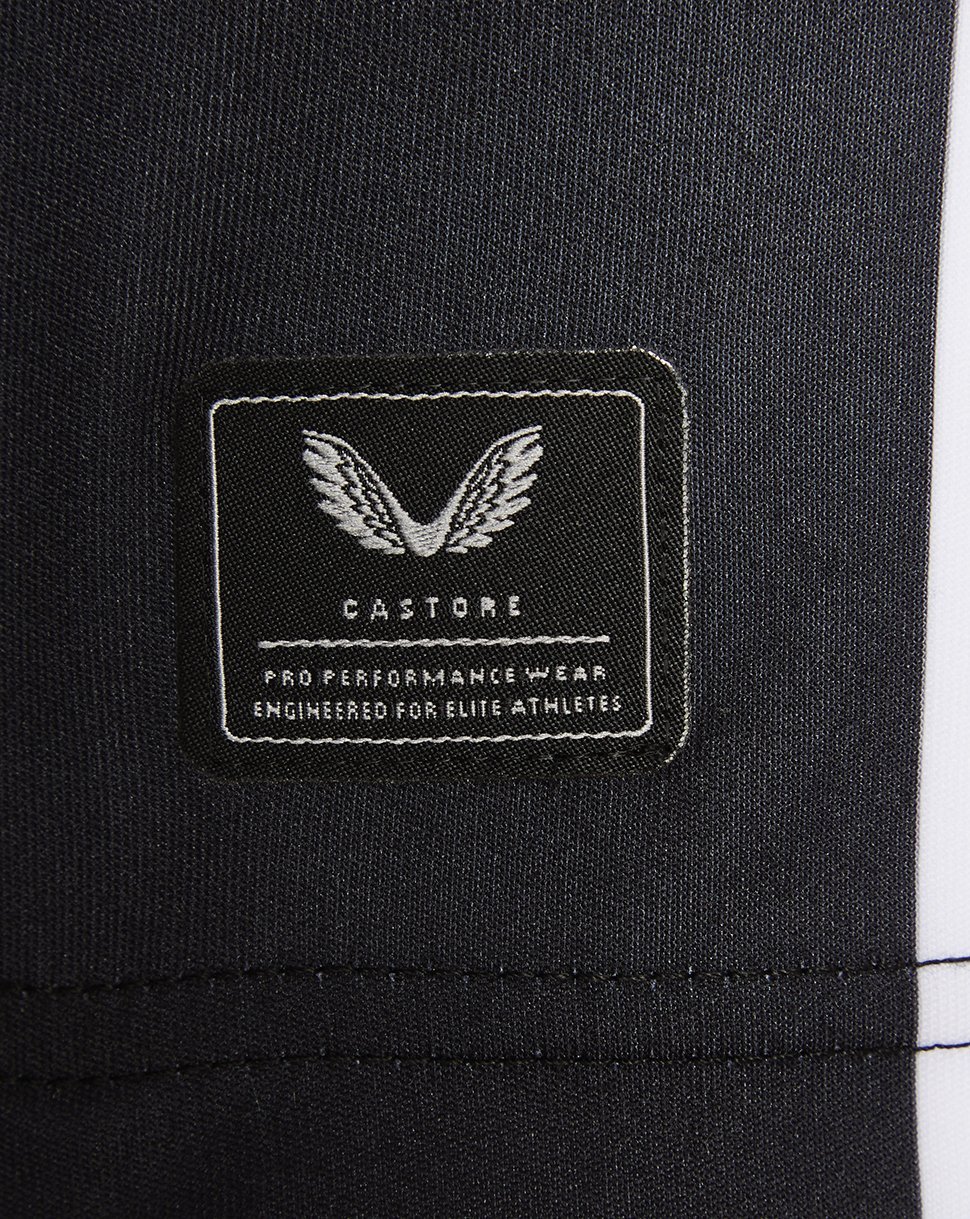 CASTORE
PRO PERFORMANCE WEAR
ENGINEERED FOR ELITE ATHLETES